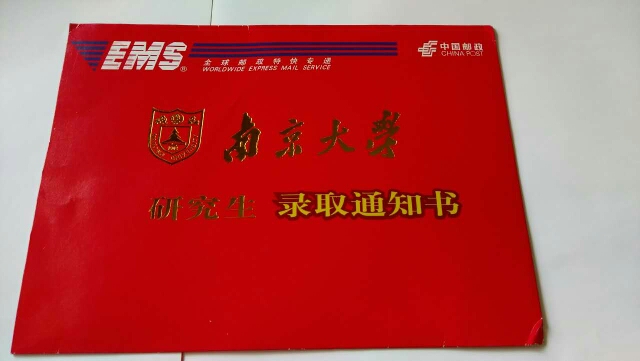 EMS®
全球邮政特快专递
WORLDWIDE EXPRESS MAIL SERVICE
中国邮政
CHINA POST
南京大學
研究生 录取通知书